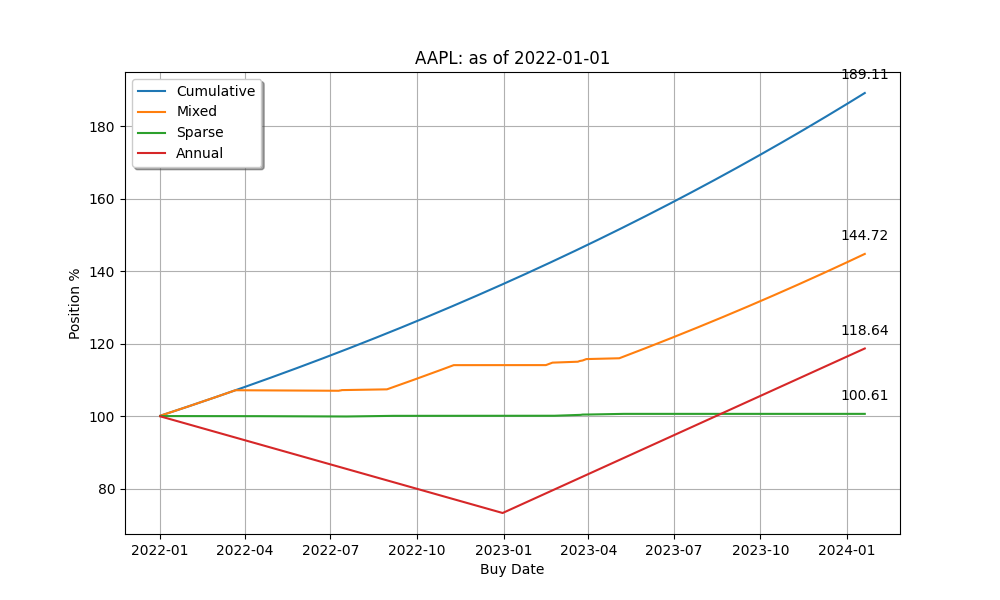 AAPL: as of 2022-01-01
189.11
Cumulative
Mixed
Sparse
Annual
180
160
144.72
140
118.64
120
100.61
100
80
Position %
2022-01 2022-04 2022-07 2022-10 2023-01 2023-04 2023-07 2023-10 2024-01
Buy Date